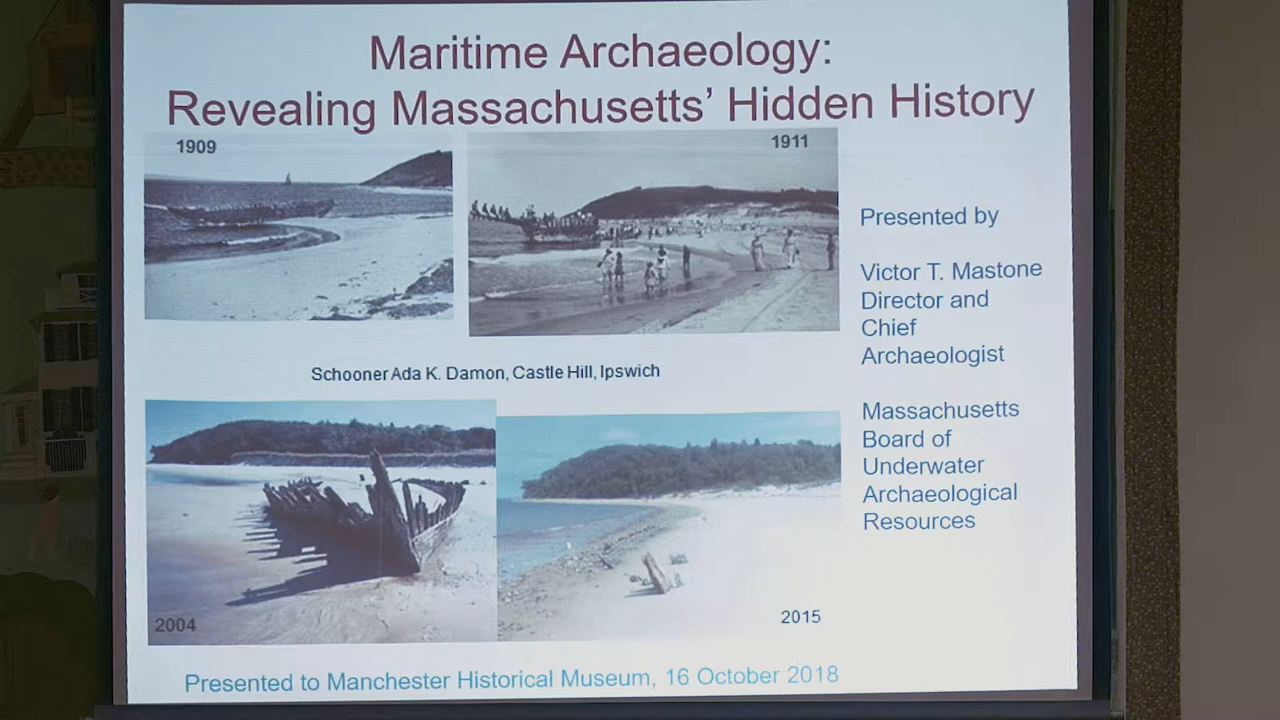 Maritime Archaeology:
Revealing Massachusetts' Hidden History
1909
1911
Schooner Ada K. Damon, Castle Hill, Ipswich
2004
2015
Presented by
Victor T. Mastone
Director and
Chief
Archaeologist
Massachusetts
Board of
Underwater
Archaeological
Resources
Presented to Manchester Historical Museum, 16 October 2018